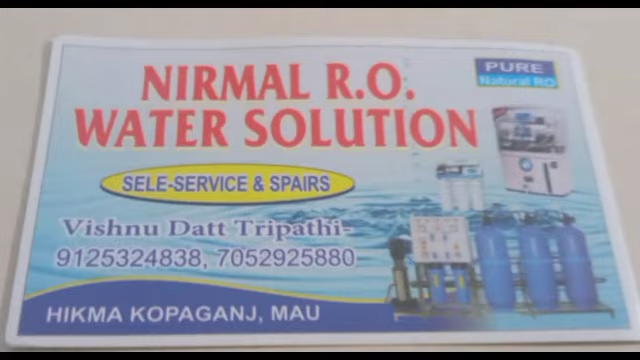 NIRMAL R.O.
WATER SOLUTION
PURE
Natural RO
SELE-SERVICE & SPAIRS
Vishnu Datt Tripathi-
9125324838, 7052925880
HIKMA KOPAGANJ, MAU